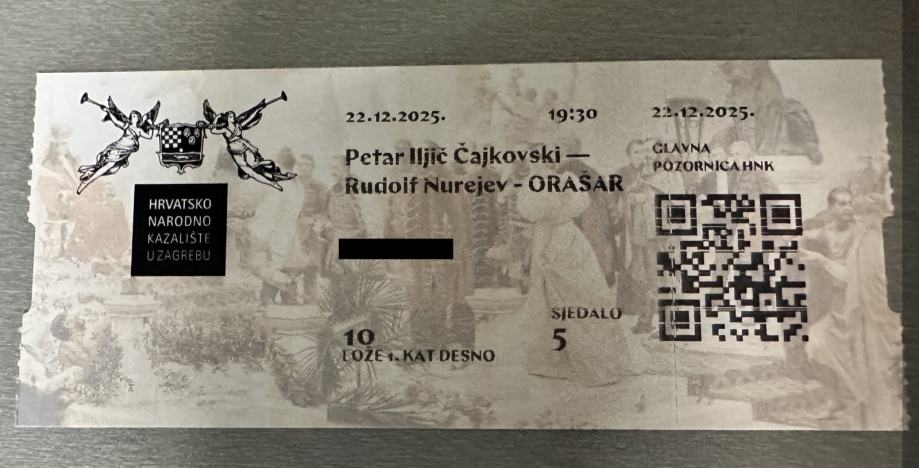 22.12.2025. 19:30 22.12.2025.
Petar Iljič Čajkovski —
Rudolf Nurejev - ORAŠAR
GLAVNA
POZORNICA HNK
HRVATSKO
NARODNO
KAZALIŠTE
U ZAGREBU
10
LOŽE 1. KAT DESNO
SJEDALO
5